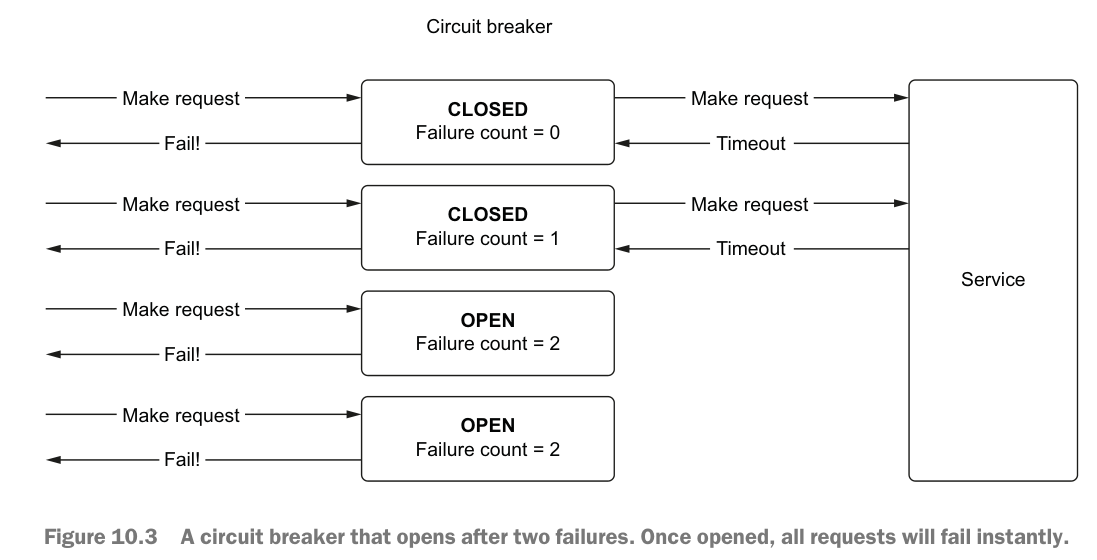 Circuit breaker
Make request
CLOSED
Failure count = 0
Make request
Fail!
Timeout
Make request
CLOSED
Failure count = 1
Make request
Fail!
Timeout
Service
Make request
OPEN
Failure count = 2
Fail!
Make request
OPEN
Failure count = 2
Fail!
Figure 10.3 A circuit breaker that opens after two failures. Once opened, all requests will fail instantly.